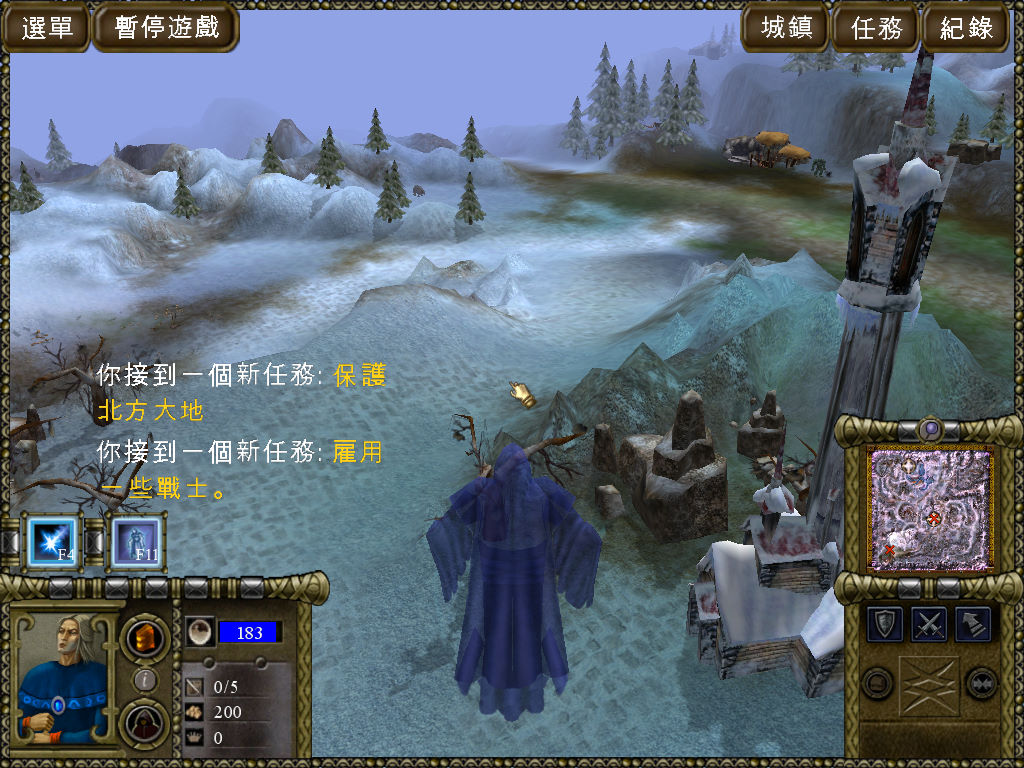 選單 暫停遊戲 城鎮 任務 紀錄
你接到一個新任務: 保護
北方大地
你接到一個新任務: 雇用
一些戰士。
F4 F11
183
i
0/5
200
0